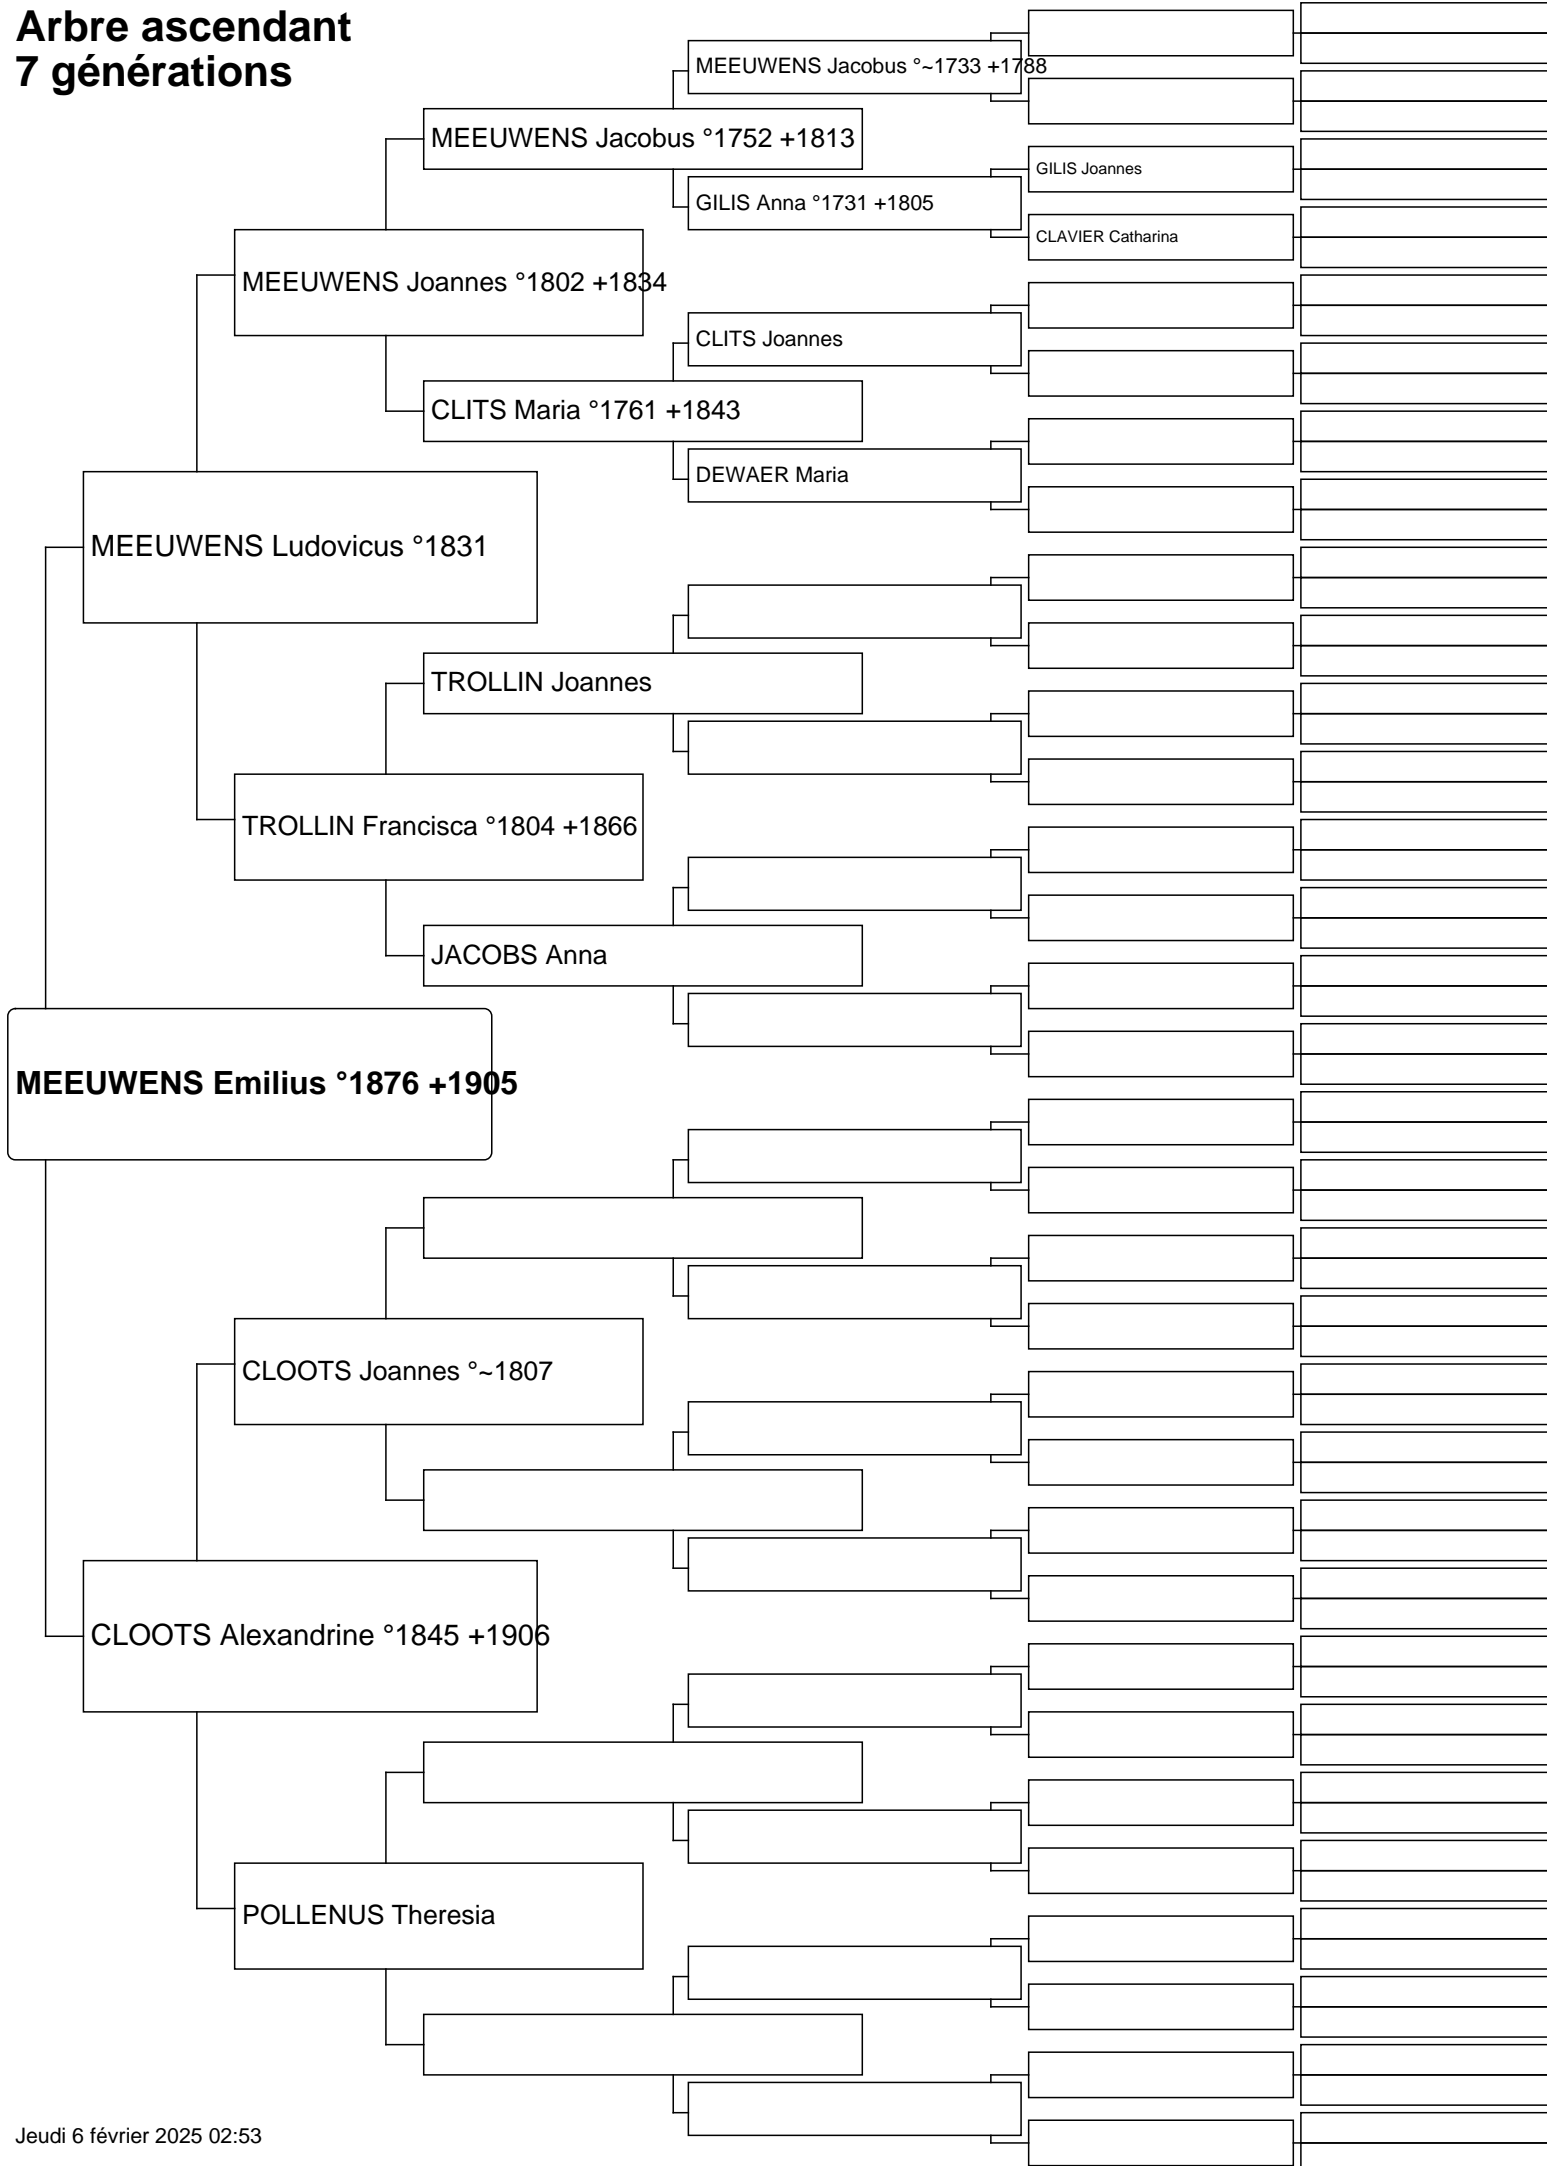 Arbre ascendant
7 générations
MEEUWENS Jacobus °~1733 +1788
MEEUWENS Jacobus °1752 +1813
GILIS Joannes
GILIS Anna °1731 +1805
CLAVIER Catharina
MEEUWENS Joannes °1802 +1834
CLITS Joannes
CLITS Maria °1761 +1843
DEWAER Maria
MEEUWENS Ludovicus °1831
TROLLIN Joannes
TROLLIN Francisca °1804 +1866
JACOBS Anna
MEEUWENS Emilius °1876 +1905
CLOOTS Joannes °~1807
CLOOTS Alexandrine °1845 +1906
POLLENUS Theresia
Jeudi 6 février 2025 02:53